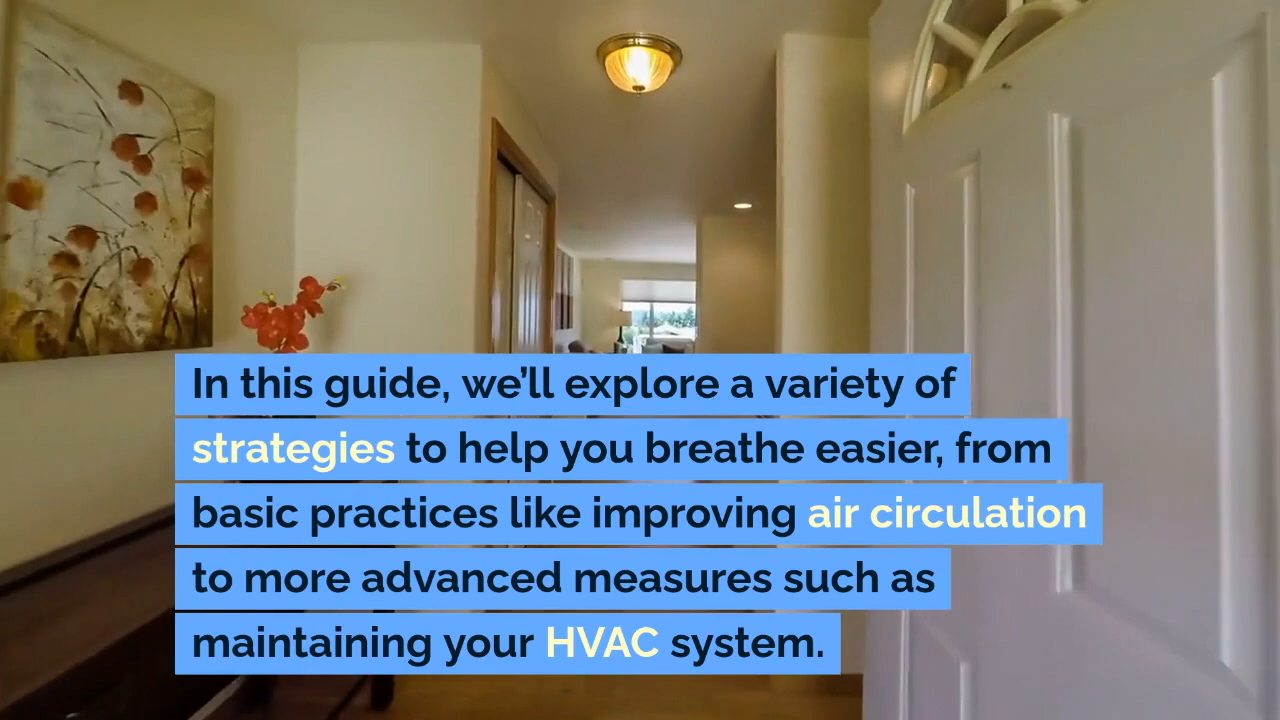 In this guide, we’ll explore a variety of
strategies to help you breathe easier, from
basic practices like improving air circulation
to more advanced measures such as
maintaining your HVAC system.